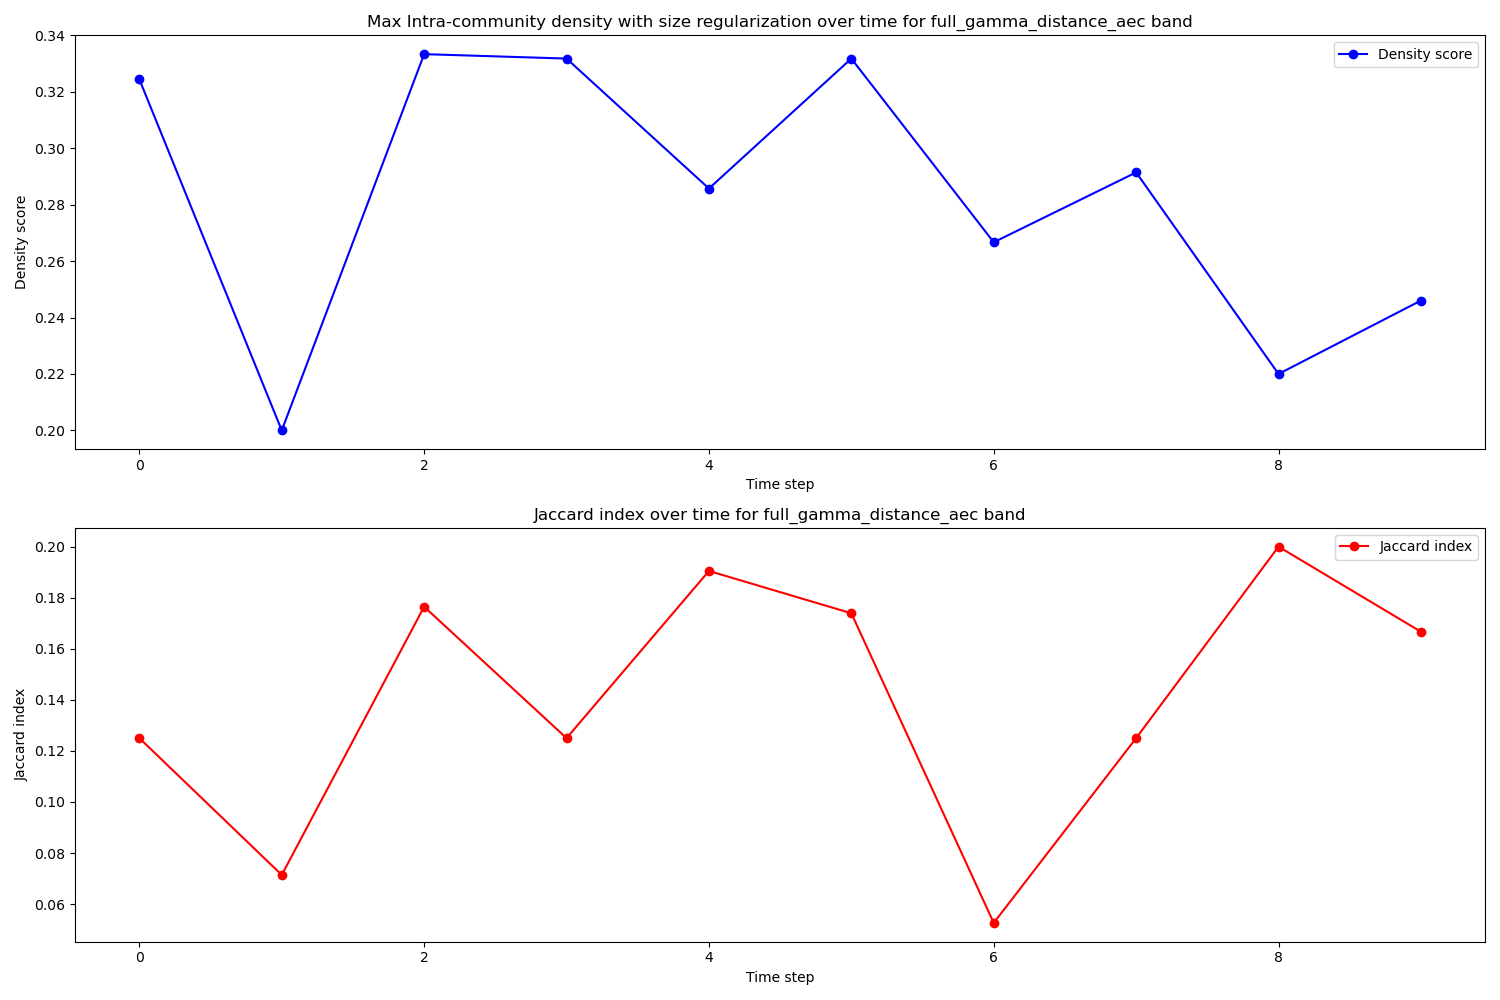 Max Intra-community density with size regularization over time for full_gamma_distance_aec band
0.34
0.32
0.30
0.28
0.26
0.24
0.22
0.20
Density score
Density score
0 2 4 6 8
Time step
Jaccard index over time for full_gamma_distance_aec band
0.20
0.18
0.16
0.14
0.12
0.10
0.08
0.06
Jaccard index
Jaccard index
0 2 4 6 8
Time step